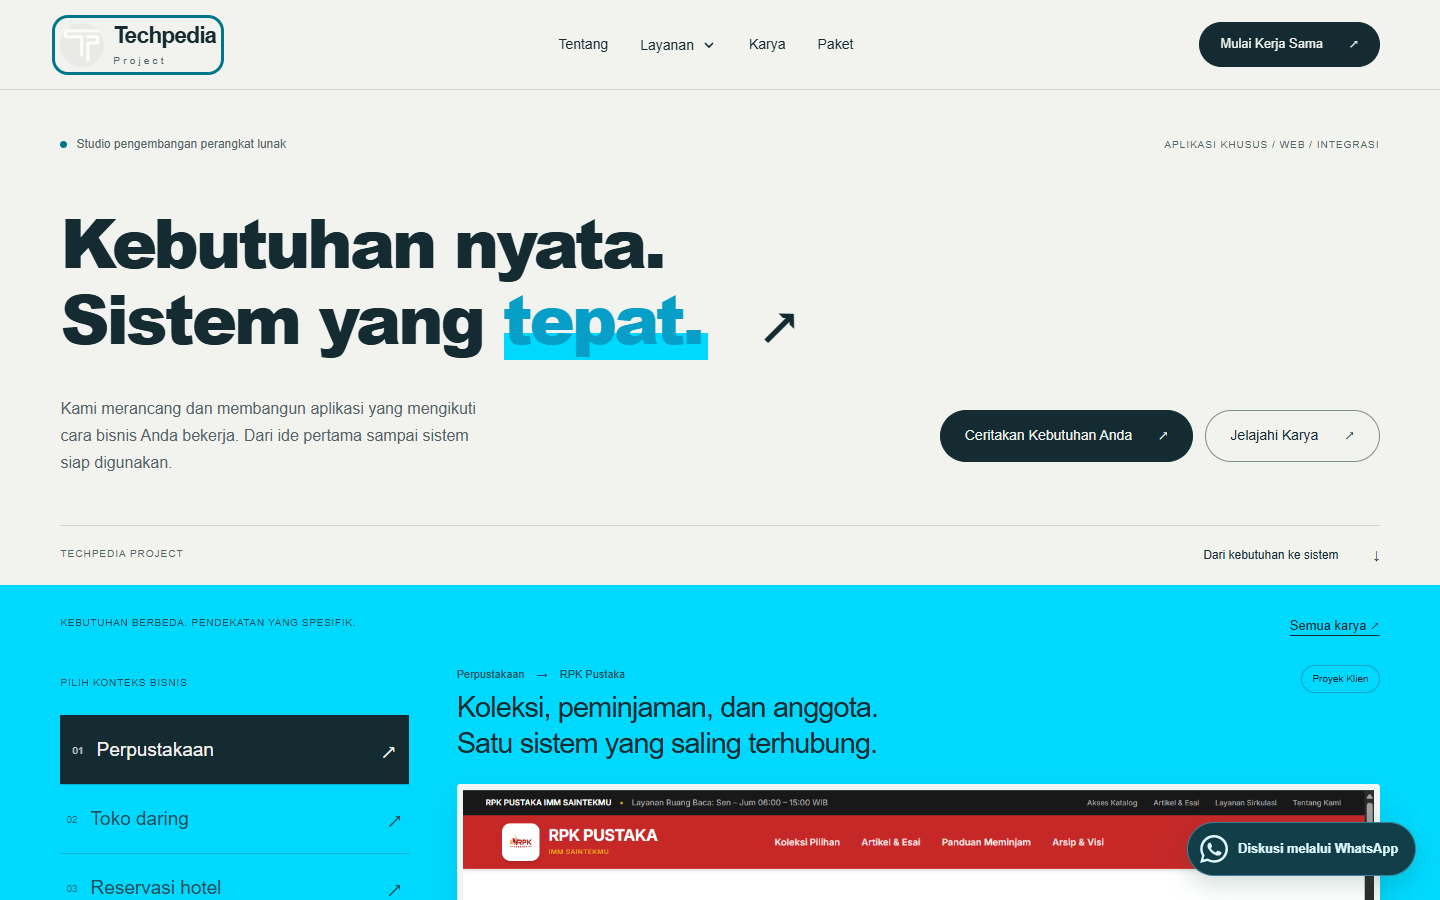 Techpedia
Project
Tentang
Layanan
Karya
Paket
Mulai Kerja Sama ↗
Studio pengembangan perangkat lunak
APLIKASI KHUSUS / WEB / INTEGRASI
Kebutuhan nyata.
Sistem yang tepat. ↗
Kami merancang dan membangun aplikasi yang mengikuti
cara bisnis Anda bekerja. Dari ide pertama sampai sistem
siap digunakan.
Ceritakan Kebutuhan Anda ↗
Jelajahi Karya ↗
TECHPEDIA PROJECT
Dari kebutuhan ke sistem ↓
KEBUTUHAN BERBEDA. PENDEKATAN YANG SPESIFIK.
Semua karya ↗
PILIH KONTEKS BISNIS
01 Perpustakaan ↗
02 Toko daring ↗
03 Reservasi hotel ↗
Perpustakaan → RPK Pustaka
Proyek Klien
Koleksi, peminjaman, dan anggota.
Satu sistem yang saling terhubung.
RPK PUSTAKA IMM SAINTEKMU • Layanan Ruang Baca: Sen – Jum 06:00 – 15:00 WIB
Akses Katalog
Artikel & Esai
Layanan Sirkulasi
Tentang Kami
RPK
RPK PUSTAKA
IMM SAINTEKMU
Koleksi Pilihan
Artikel & Esai
Panduan Meminjam
Arsip & Visi
Diskusi melalui WhatsApp